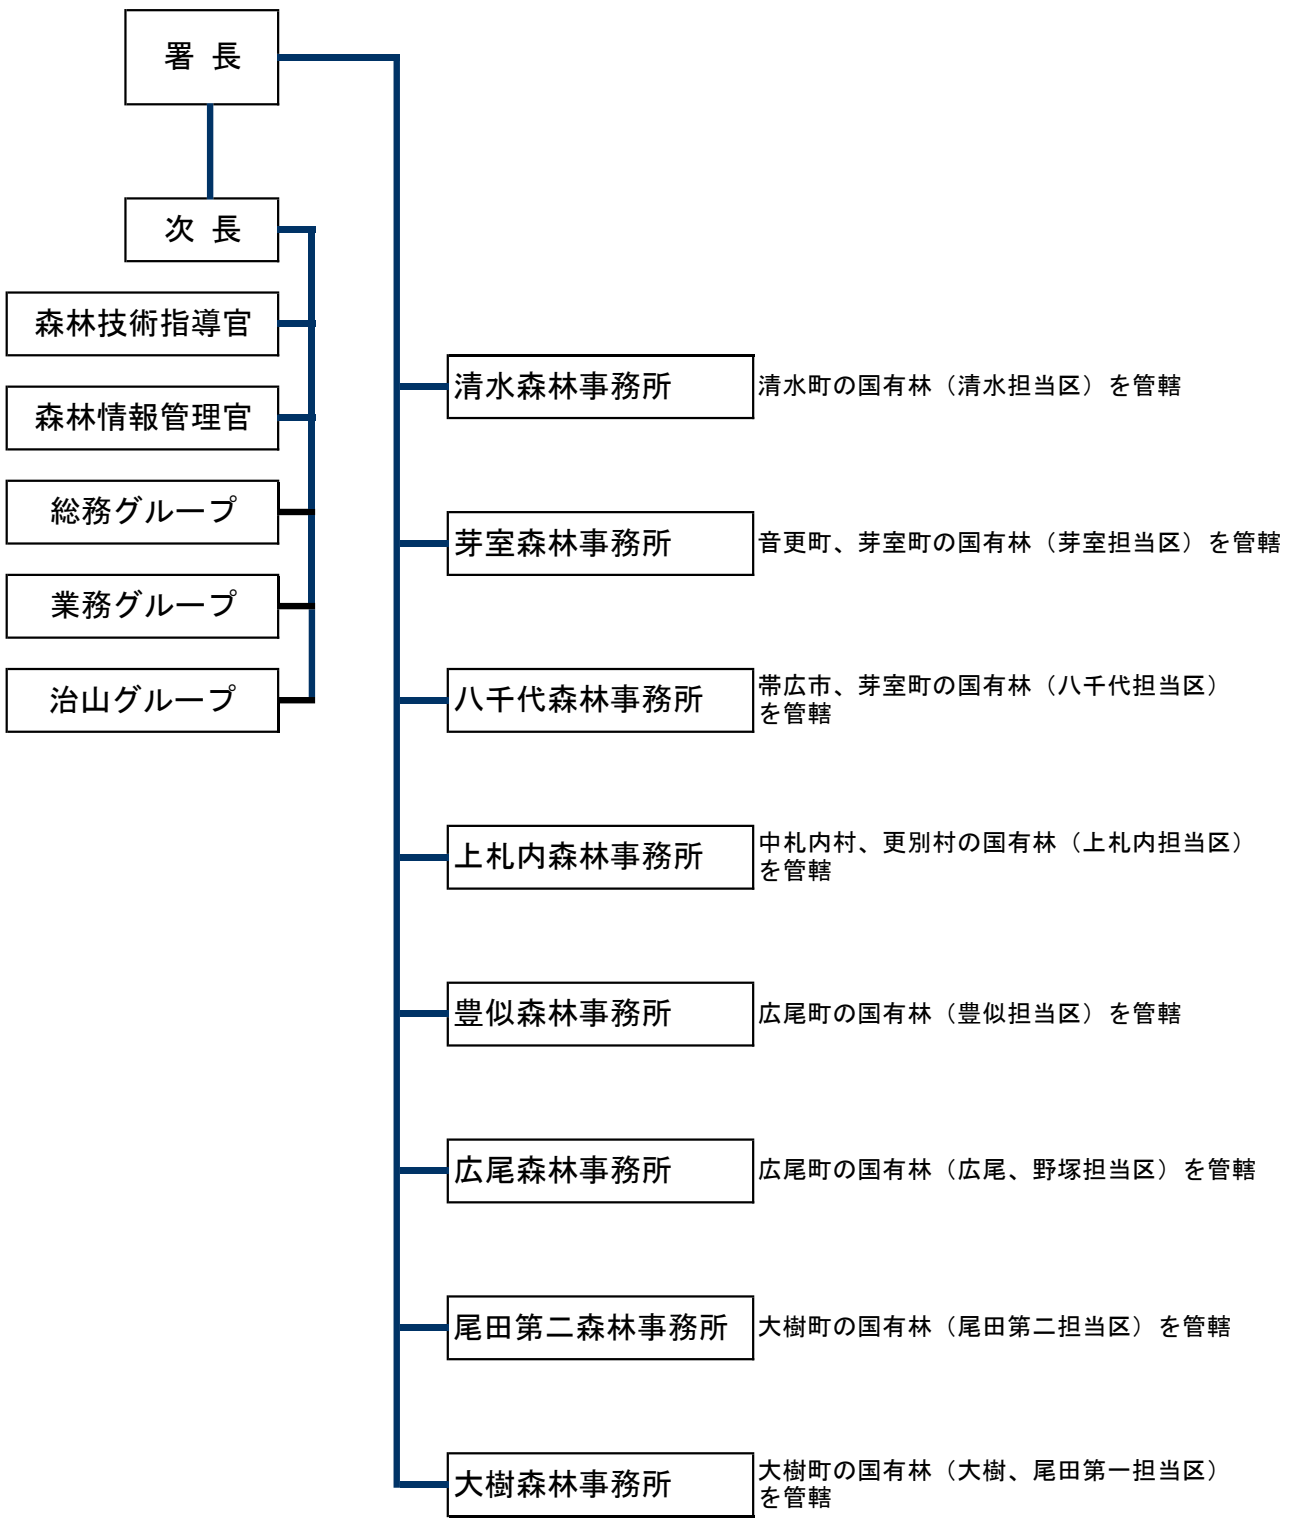 署 長
次 長
森林技術指導官
森林情報管理官
総務グループ
業務グループ
治山グループ
清水森林事務所
清水町の国有林（清水担当区）を管轄
芽室森林事務所
音更町、芽室町の国有林（芽室担当区）を管轄
八千代森林事務所
帯広市、芽室町の国有林（八千代担当区）
を管轄
上札内森林事務所
中札内村、更別村の国有林（上札内担当区）
を管轄
豊似森林事務所
広尾町の国有林（豊似担当区）を管轄
広尾森林事務所
広尾町の国有林（広尾、野塚担当区）を管轄
尾田第二森林事務所
大樹町の国有林（尾田第二担当区）を管轄
大樹森林事務所
大樹町の国有林（大樹、尾田第一担当区）
を管轄